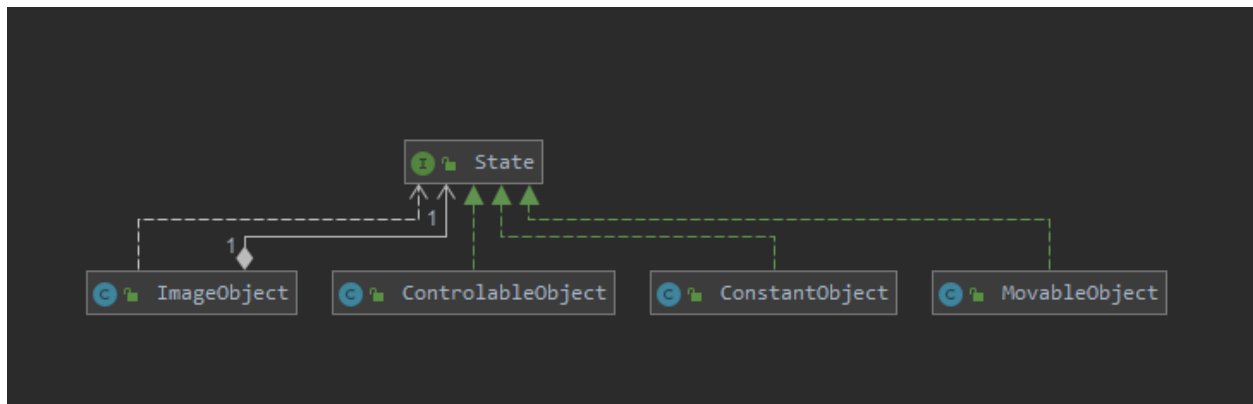 I State
1
1
C ImageObject
C ControlableObject
C ConstantObject
C MovableObject